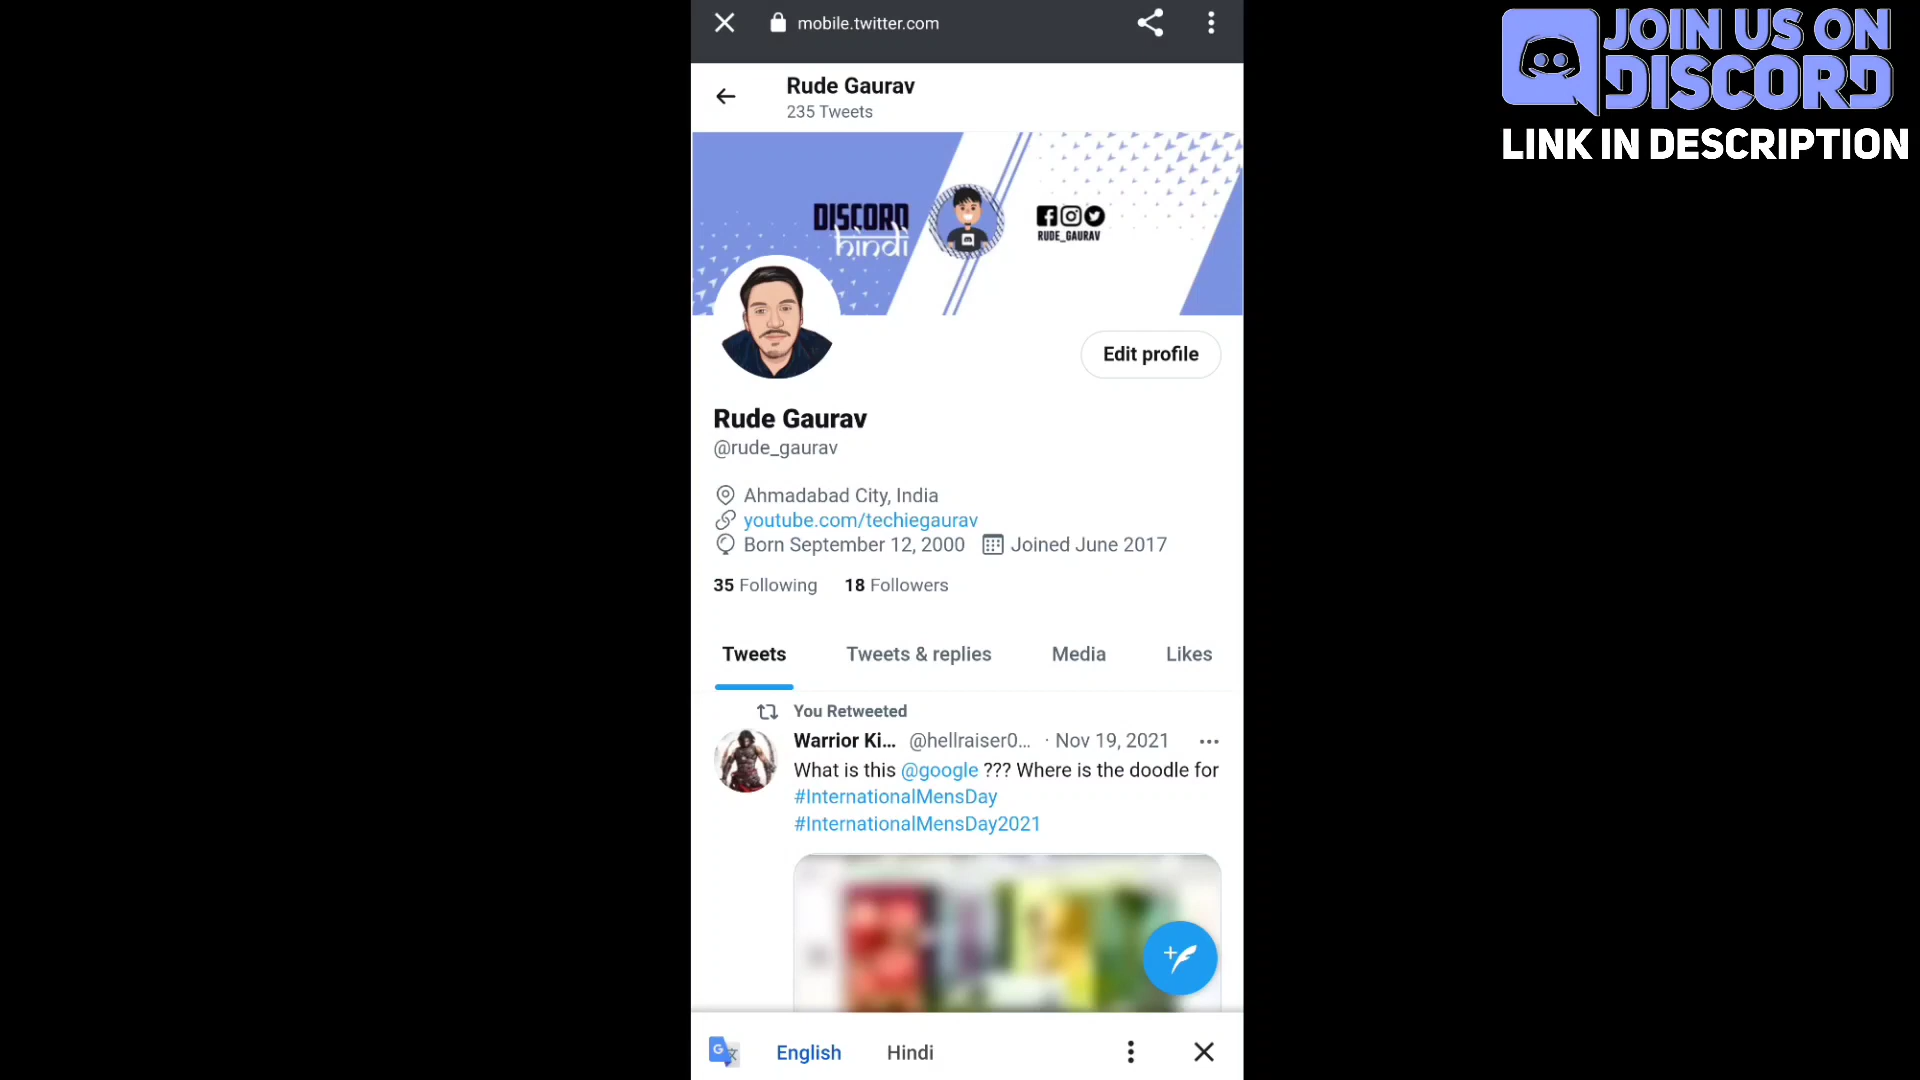 mobile.twitter.com
Rude Gaurav
235 Tweets
DISCORD
hindi
RUDE_GAURAV
Edit profile
Rude Gaurav
@rude_gaurav
Ahmadabad City, India
youtube.com/techiegaurav
Born September 12, 2000 Joined June 2017
35 Following 18 Followers
Tweets Tweets & replies Media Likes
You Retweeted
Warrior Ki... @hellraiser0... · Nov 19, 2021
What is this @google ??? Where is the doodle for
#InternationalMensDay
#InternationalMensDay2021
English Hindi
JOIN US ON
DISCORD
LINK IN DESCRIPTION